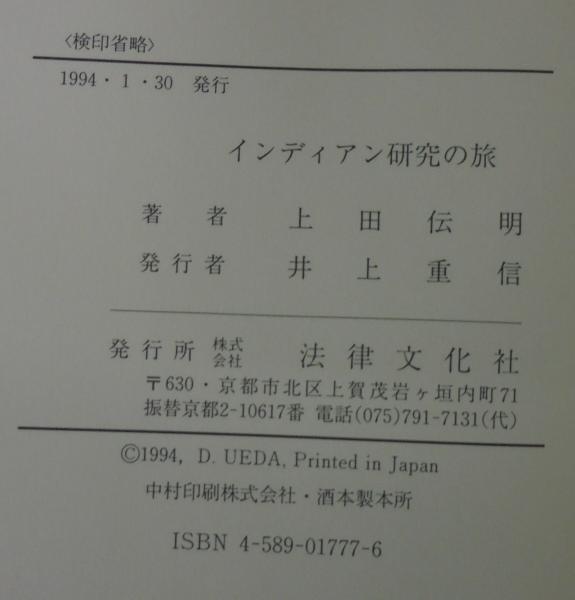 〈検印省略〉
1994・1・30 発行
インディアン研究の旅
著者 上田伝明
発行者 井上重信
発行所 株式会社 法律文化社
〒630・京都市北区上賀茂岩ヶ垣内町71
振替京都2-10617番 電話(075)791-7131(代)
©1994, D. UEDA, Printed in Japan
中村印刷株式会社・酒本製本所
ISBN 4-589-01777-6